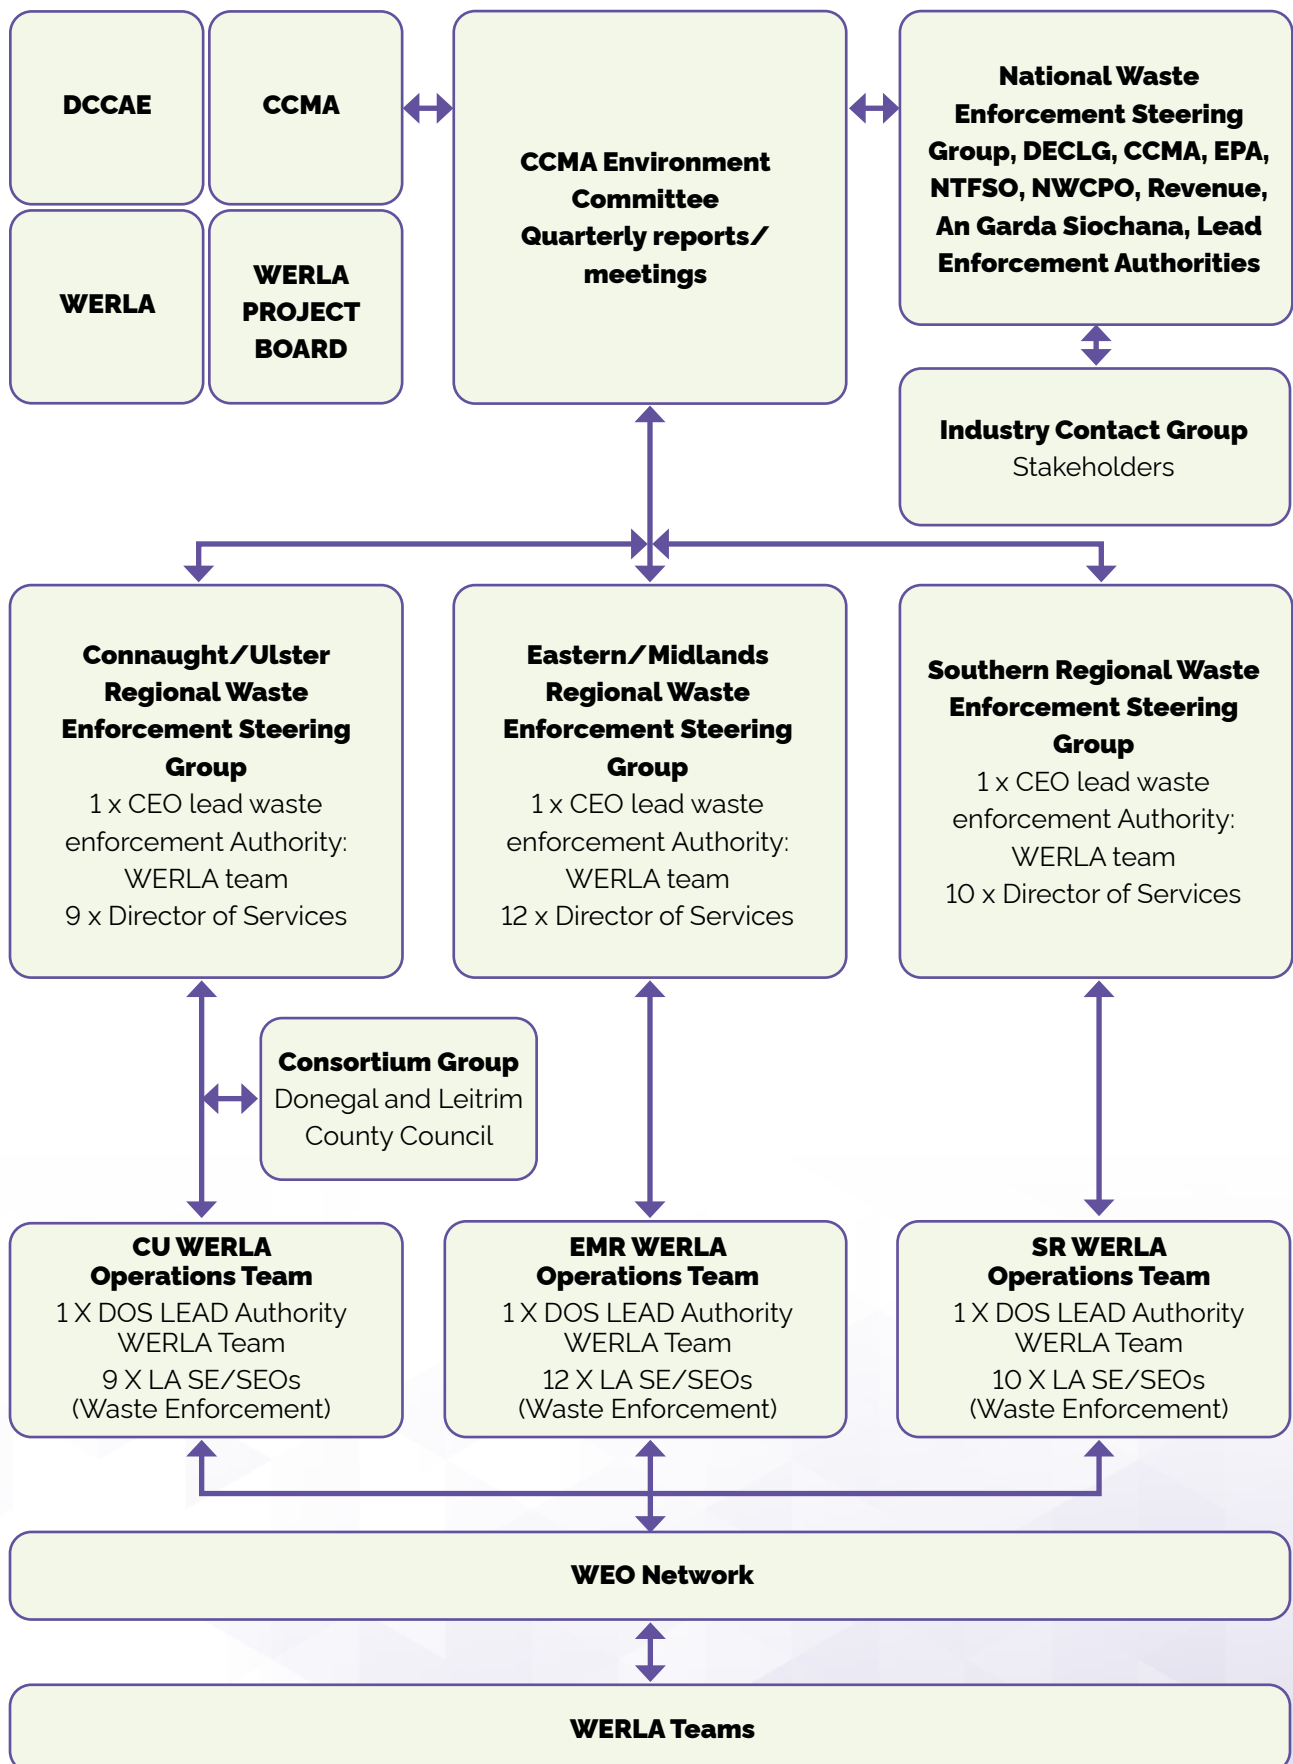 DCCAE
CCMA
WERLA
WERLA
PROJECT
BOARD
CCMA Environment
Committee
Quarterly reports/
meetings
National Waste
Enforcement Steering
Group, DECLG, CCMA, EPA,
NTFSO, NWCPO, Revenue,
An Garda Siochana, Lead
Enforcement Authorities
Industry Contact Group
Stakeholders
Connaught/Ulster
Regional Waste
Enforcement Steering
Group
1 x CEO lead waste
enforcement Authority:
WERLA team
9 x Director of Services
Eastern/Midlands
Regional Waste
Enforcement Steering
Group
1 x CEO lead waste
enforcement Authority:
WERLA team
12 x Director of Services
Southern Regional Waste
Enforcement Steering
Group
1 x CEO lead waste
enforcement Authority:
WERLA team
10 x Director of Services
Consortium Group
Donegal and Leitrim
County Council
CU WERLA
Operations Team
1 X DOS LEAD Authority
WERLA Team
9 X LA SE/SEOs
(Waste Enforcement)
EMR WERLA
Operations Team
1 X DOS LEAD Authority
WERLA Team
12 X LA SE/SEOs
(Waste Enforcement)
SR WERLA
Operations Team
1 X DOS LEAD Authority
WERLA Team
10 X LA SE/SEOs
(Waste Enforcement)
WEO Network
WERLA Teams